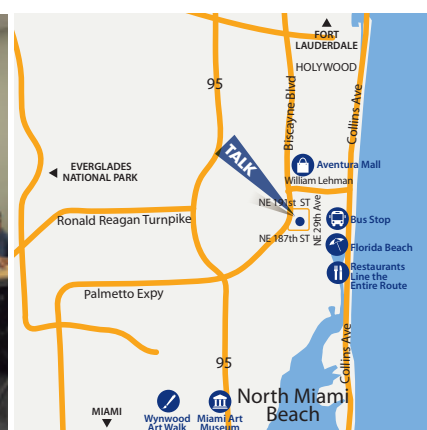 FORT
LAUDERDALE
HOLYWOOD
95
Biscayne Blvd
Collins Ave
TALK
Aventura Mall
William Lehman
EVERGLADES
NATIONAL PARK
NE 191st ST
NE 29th Ave
Bus Stop
Ronald Reagan Turnpike
NE 187th ST
Florida Beach
Restaurants
Line the
Entire Route
Palmetto Expy
Collins Ave
95
North Miami
Beach
MIAMI
Wynwood
Art Walk
Miami Art
Museum